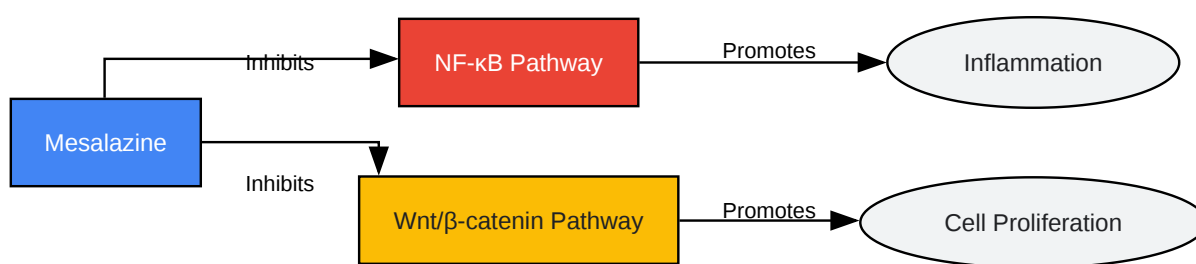 Inhibits
NF-κB Pathway
Promotes
Inflammation
Mesalazine
Inhibits
Wnt/β-catenin Pathway
Promotes
Cell Proliferation